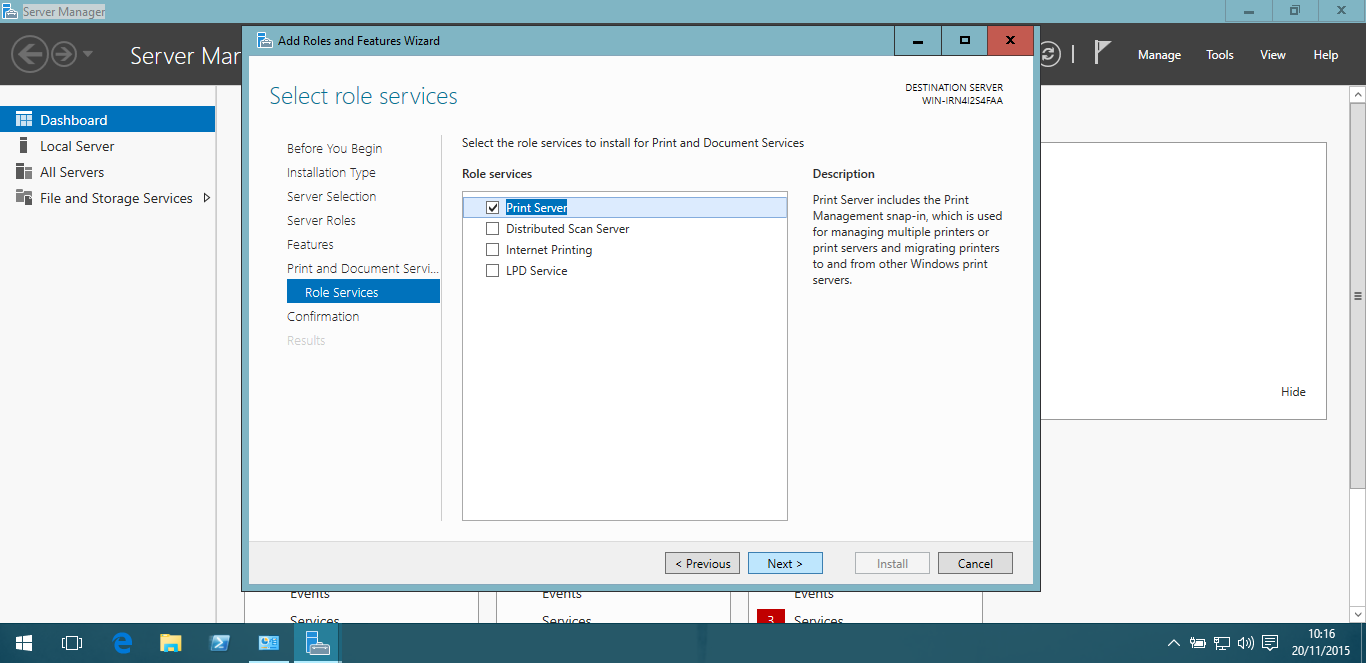 Server Manager
Add Roles and Features Wizard
Server Mar
Manage
Tools
View
Help
Dashboard
Local Server
All Servers
File and Storage Services
Select role services
DESTINATION SERVER
WIN-IRN4I2S4FAA
Before You Begin
Installation Type
Server Selection
Server Roles
Features
Print and Document Servi...
Role Services
Confirmation
Results
Select the role services to install for Print and Document Services
Role services
Print Server
Distributed Scan Server
Internet Printing
LPD Service
Description
Print Server includes the Print
Management snap-in, which is used
for managing multiple printers or
print servers and migrating printers
to and from other Windows print
servers.
Hide
< Previous
Next >
Install
Cancel
Events
Events
Events
Services
Services
3 Services
10:16
20/11/2015